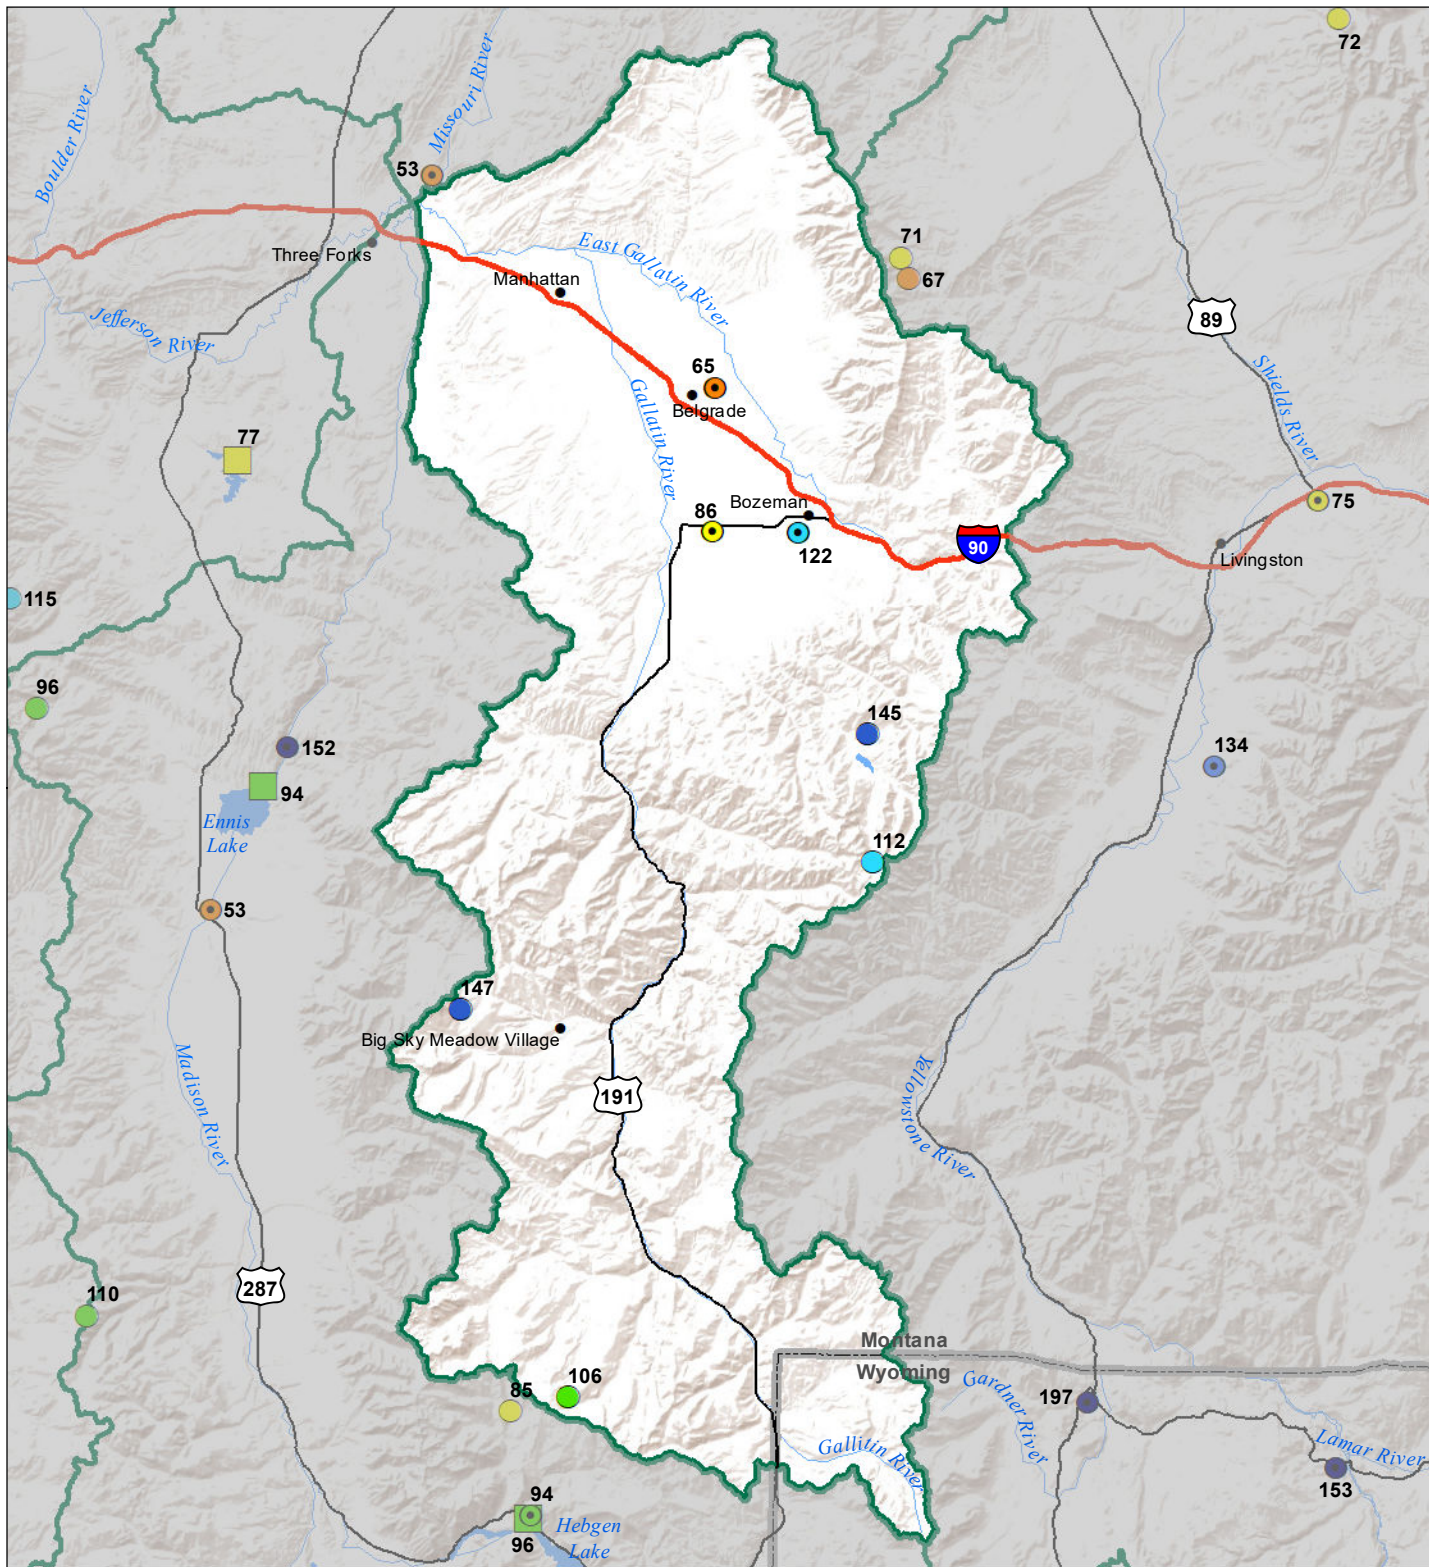 72
Missouri River
Boulder River
53
Three Forks
East Gallatin River
71
67
Manhattan
89
Jefferson River
Shields River
65
Belgrade
Gallatin River
77
75
Bozeman
86
122
90
Livingston
115
96
145
152
134
94
Ennis
Lake
112
53
147
Big Sky Meadow Village
Madison River
Yellowstone River
191
287
110
Montana
Wyoming
106
85
Gardner River
197
Gallitin River
Lamar River
153
94
96
Hebgen
Lake